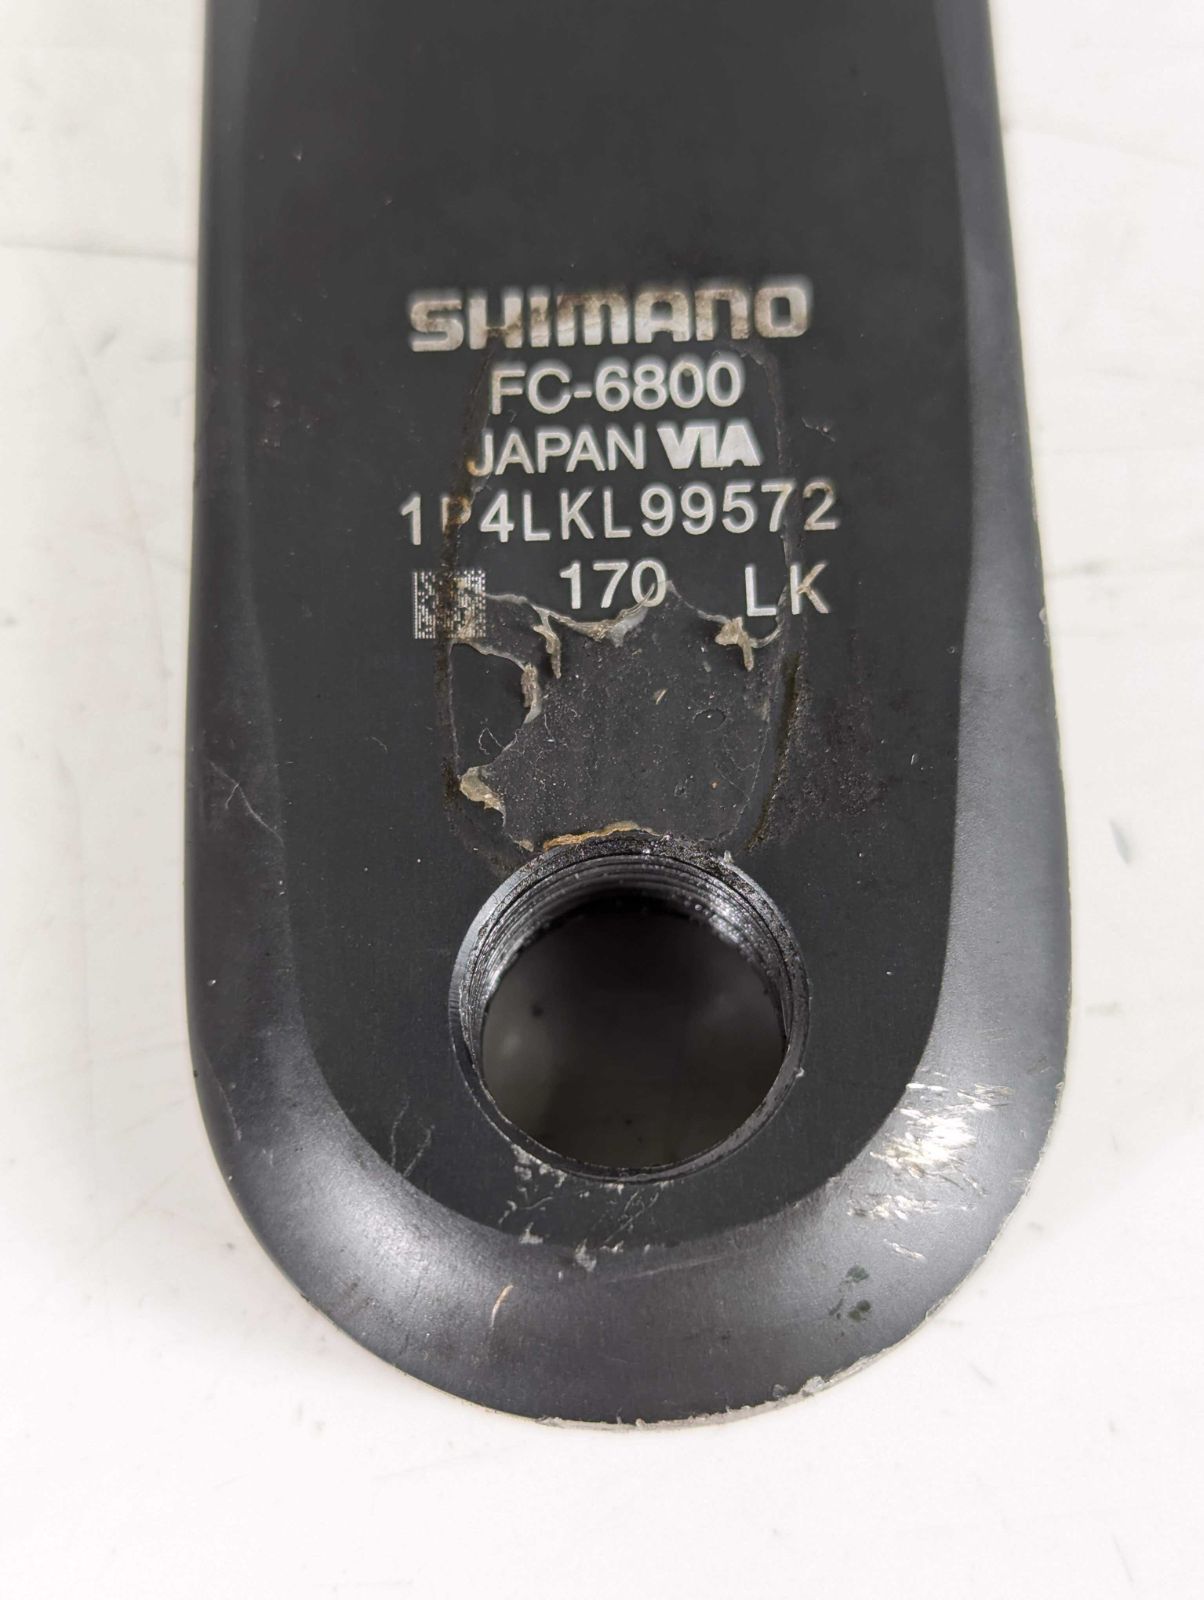 SHIMANO
FC-6800
JAPAN VIA
1P4LKL99572
170 LK